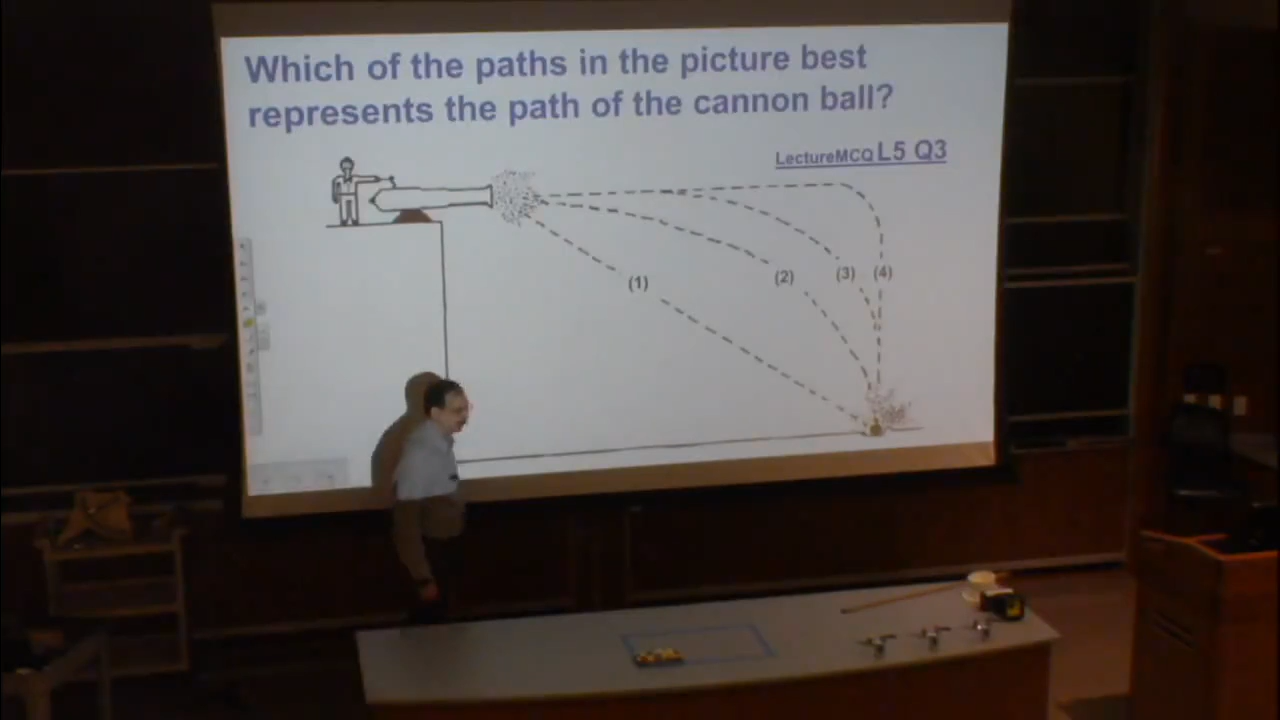 Which of the paths in the picture best
represents the path of the cannon ball?
LectureMCQ L5 Q3
(1)
(2)
(3)
(4)